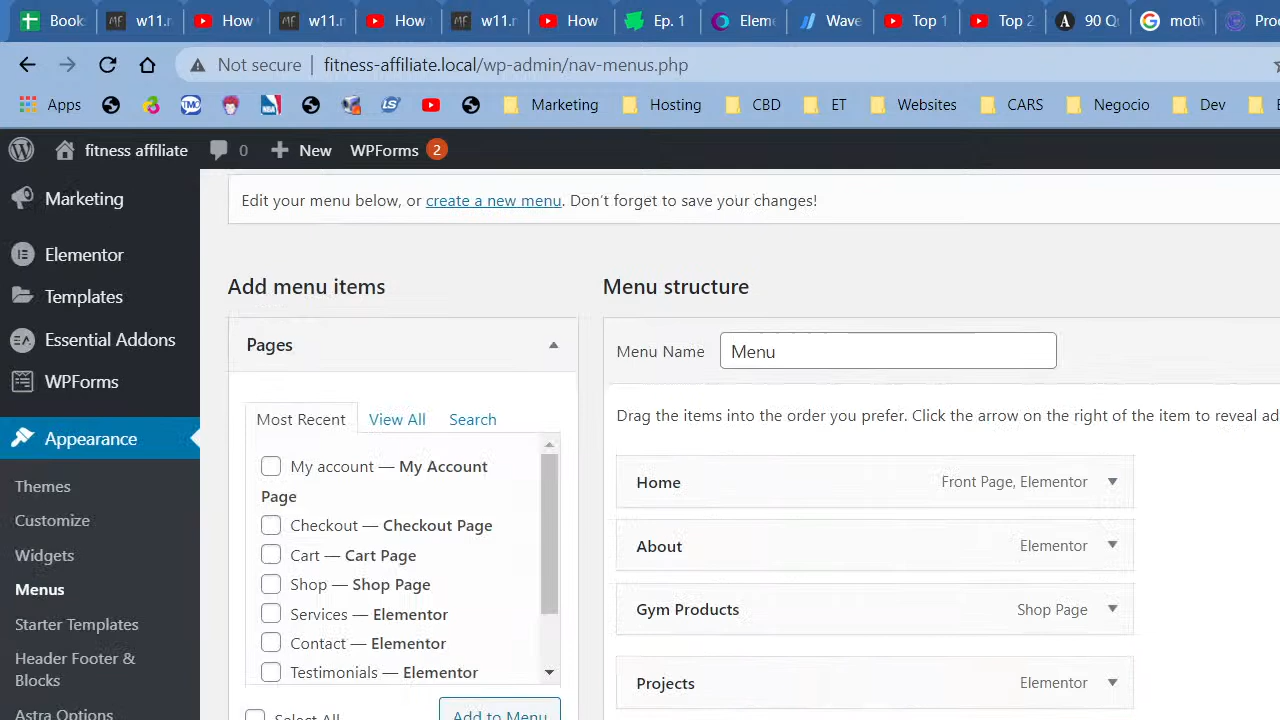 Book
w11.
How
w11.
How
w11.
How
Ep. 1
Eleme
Wave
Top 1
Top 2
90 Q
moti
Pro
Not secure fitness-affiliate.local/wp-admin/nav-menus.php
Apps
TMO
NBA
LS
Marketing
Hosting
CBD
ET
Websites
CARS
Negocio
Dev
fitness affiliate 0 New WPForms 2
Marketing
Elementor
Templates
Essential Addons
WPForms
Appearance
Themes
Customize
Widgets
Menus
Starter Templates
Header Footer &
Blocks
Astra Options
Edit your menu below, or create a new menu. Don't forget to save your changes!
Add menu items
Pages
Most Recent View All Search
My account — My Account
Page
Checkout — Checkout Page
Cart — Cart Page
Shop — Shop Page
Services — Elementor
Contact — Elementor
Testimonials — Elementor
Select All Add to Menu
Menu structure
Menu Name Menu
Drag the items into the order you prefer. Click the arrow on the right of the item to reveal ad
Home Front Page, Elementor
About Elementor
Gym Products Shop Page
Projects Elementor